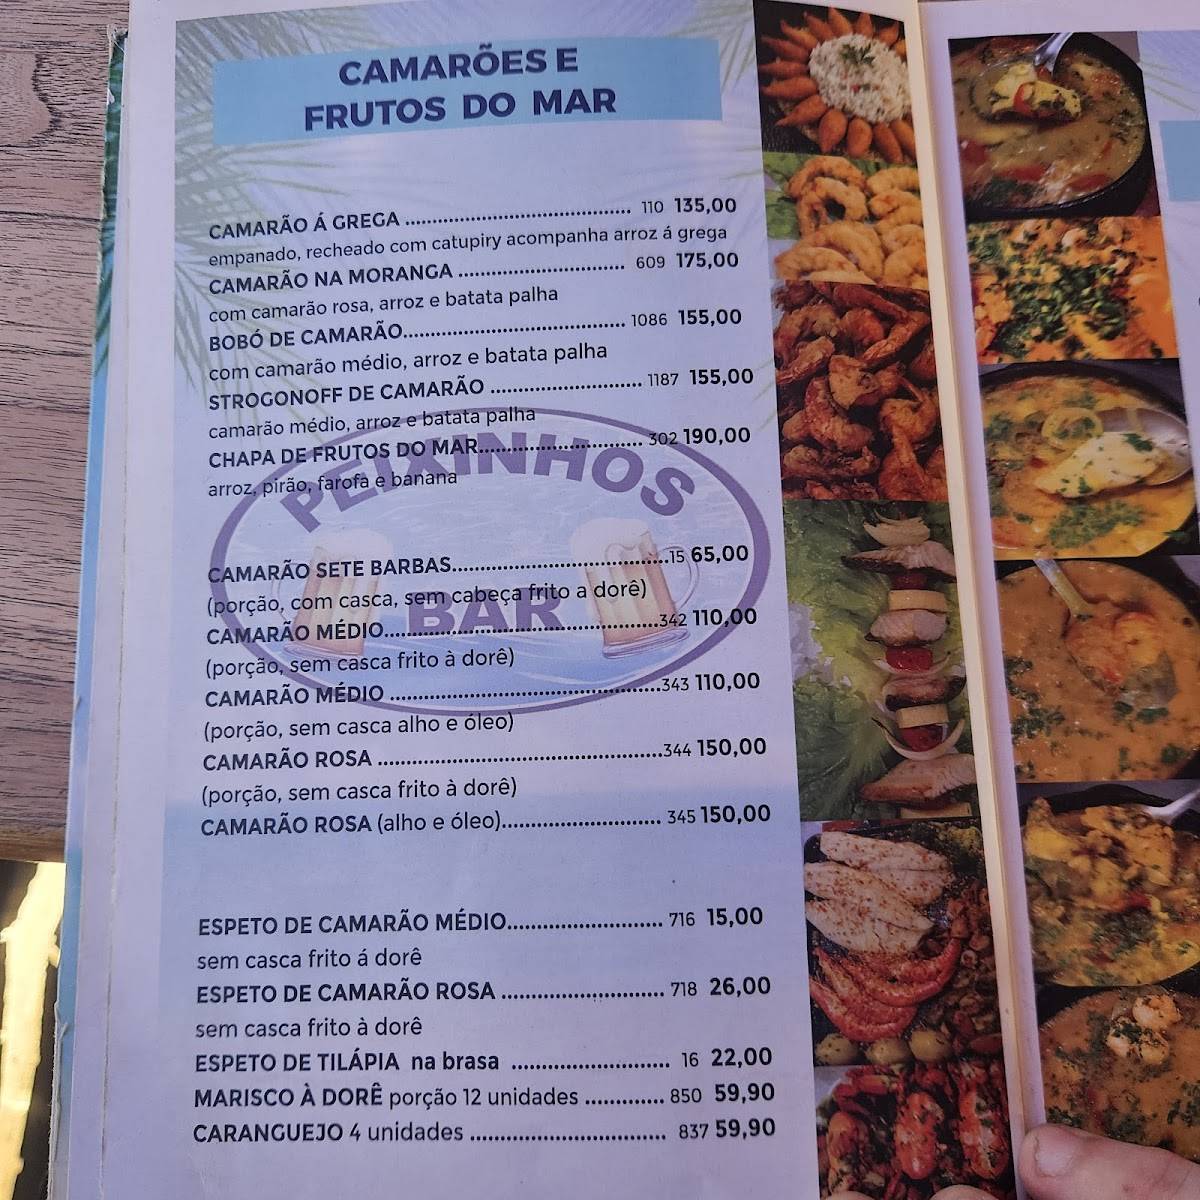 CAMARÕES E
FRUTOS DO MAR
CAMARÃO Á GREGA ........................................ 110 135,00
empanado, recheado com catupiry acompanha arroz á grega
CAMARÃO NA MORANGA ............................. 609 175,00
com camarão rosa, arroz e batata palha
BOBÓ DE CAMARÃO....................................... 1086 155,00
com camarão médio, arroz e batata palha
STROGONOFF DE CAMARÃO .......................... 1187 155,00
camarão médio, arroz e batata palha
CHAPA DE FRUTOS DO MAR............................ 302 190,00
arroz, pirão, farofa e banana
PEIXINHOS
BAR
CAMARÃO SETE BARBAS.....................................15 65,00
(porção, com casca, sem cabeça frito a dorê)
CAMARÃO MÉDIO...............................................342 110,00
(porção, sem casca frito à dorê)
CAMARÃO MÉDIO ..............................................343 110,00
(porção, sem casca alho e óleo)
CAMARÃO ROSA ................................................344 150,00
(porção, sem casca frito à dorê)
CAMARÃO ROSA (alho e óleo)........................... 345 150,00
ESPETO DE CAMARÃO MÉDIO.......................... 716 15,00
sem casca frito á dorê
ESPETO DE CAMARÃO ROSA ........................... 718 26,00
sem casca frito à dorê
ESPETO DE TILÁPIA na brasa .......................... 16 22,00
MARISCO À DORÊ porção 12 unidades ............. 850 59,90
CARANGUEJO 4 unidades ................................ 837 59,90